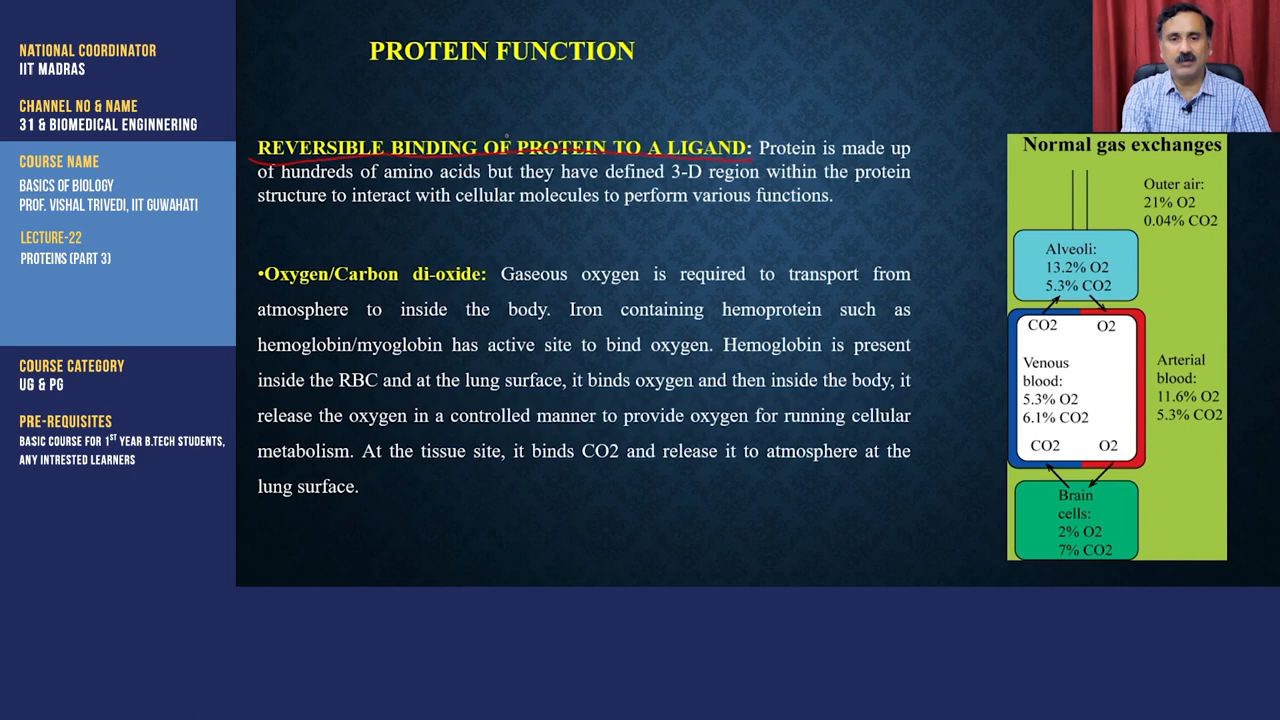 NATIONAL COORDINATOR
IIT MADRAS
CHANNEL NO & NAME
31 & BIOMEDICAL ENGINNERING
COURSE NAME
BASICS OF BIOLOGY
PROF. VISHAL TRIVEDI, IIT GUWAHATI
LECTURE-22
PROTEINS (PART 3)
COURSE CATEGORY
UG & PG
PRE-REQUISITES
BASIC COURSE FOR 1ST YEAR B.TECH STUDENTS,
ANY INTRESTED LEARNERS
PROTEIN FUNCTION
REVERSIBLE BINDING OF PROTEIN TO A LIGAND: Protein is made up
of hundreds of amino acids but they have defined 3-D region within the protein
structure to interact with cellular molecules to perform various functions.
•Oxygen/Carbon di-oxide: Gaseous oxygen is required to transport from
atmosphere to inside the body. Iron containing hemoprotein such as
hemoglobin/myoglobin has active site to bind oxygen. Hemoglobin is present
inside the RBC and at the lung surface, it binds oxygen and then inside the body, it
release the oxygen in a controlled manner to provide oxygen for running cellular
metabolism. At the tissue site, it binds CO2 and release it to atmosphere at the
lung surface.
Normal gas exchanges
Outer air:
21% O2
0.04% CO2
Alveoli:
13.2% O2
5.3% CO2
CO2 O2
Venous
blood:
5.3% O2
6.1% CO2
Arterial
blood:
11.6% O2
5.3% CO2
CO2 O2
Brain
cells:
2% O2
7% CO2